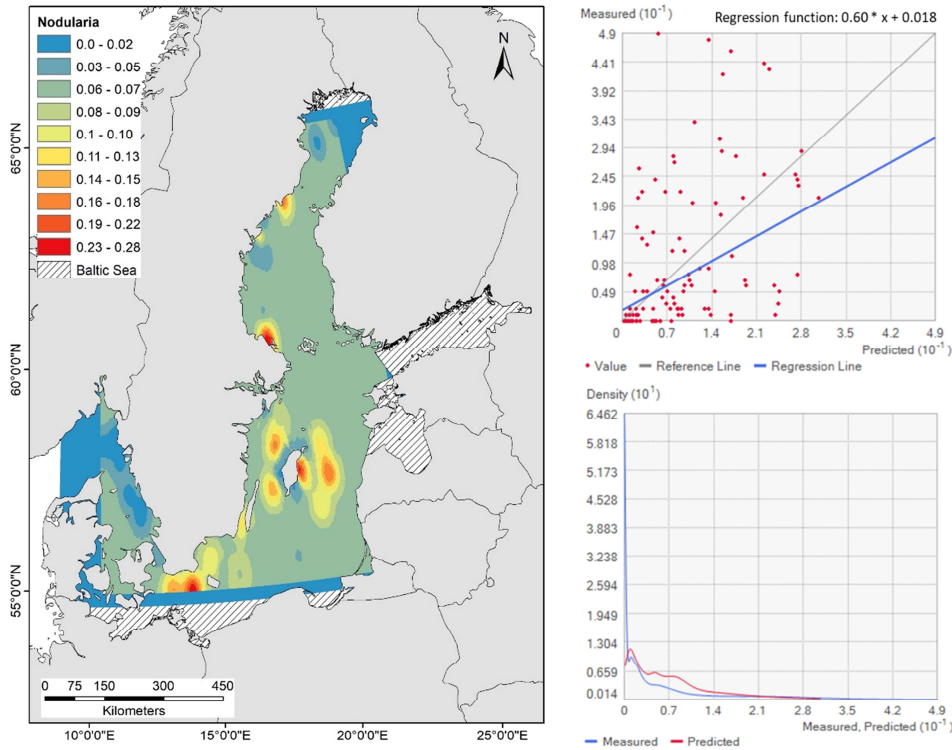 Nodularia
0.0 - 0.02
0.03 - 0.05
0.06 - 0.07
0.08 - 0.09
0.1 - 0.10
0.11 - 0.13
0.14 - 0.15
0.16 - 0.18
0.19 - 0.22
0.23 - 0.28
Baltic Sea
N
65°0'0"N
60°0'0"N
55°0'0"N
0 75 150 300 450
Kilometers
10°0'0"E 15°0'0"E 20°0'0"E 25°0'0"E
Measured (10⁻¹) Regression function: 0.60 * x + 0.018
4.9
4.41
3.92
3.43
2.94
2.45
1.96
1.47
0.98
0.49
0 0.7 1.4 2.1 2.8 3.5 4.2 4.9
Predicted (10⁻¹)
Value Reference Line Regression Line
Density (10¹)
6.462
5.818
5.173
4.528
3.883
3.238
2.594
1.304
0.659
0.014
0 0.7 1.4 2.1 2.8 3.5 4.2 4.9
Measured, Predicted (10⁻¹)
Measured Predicted